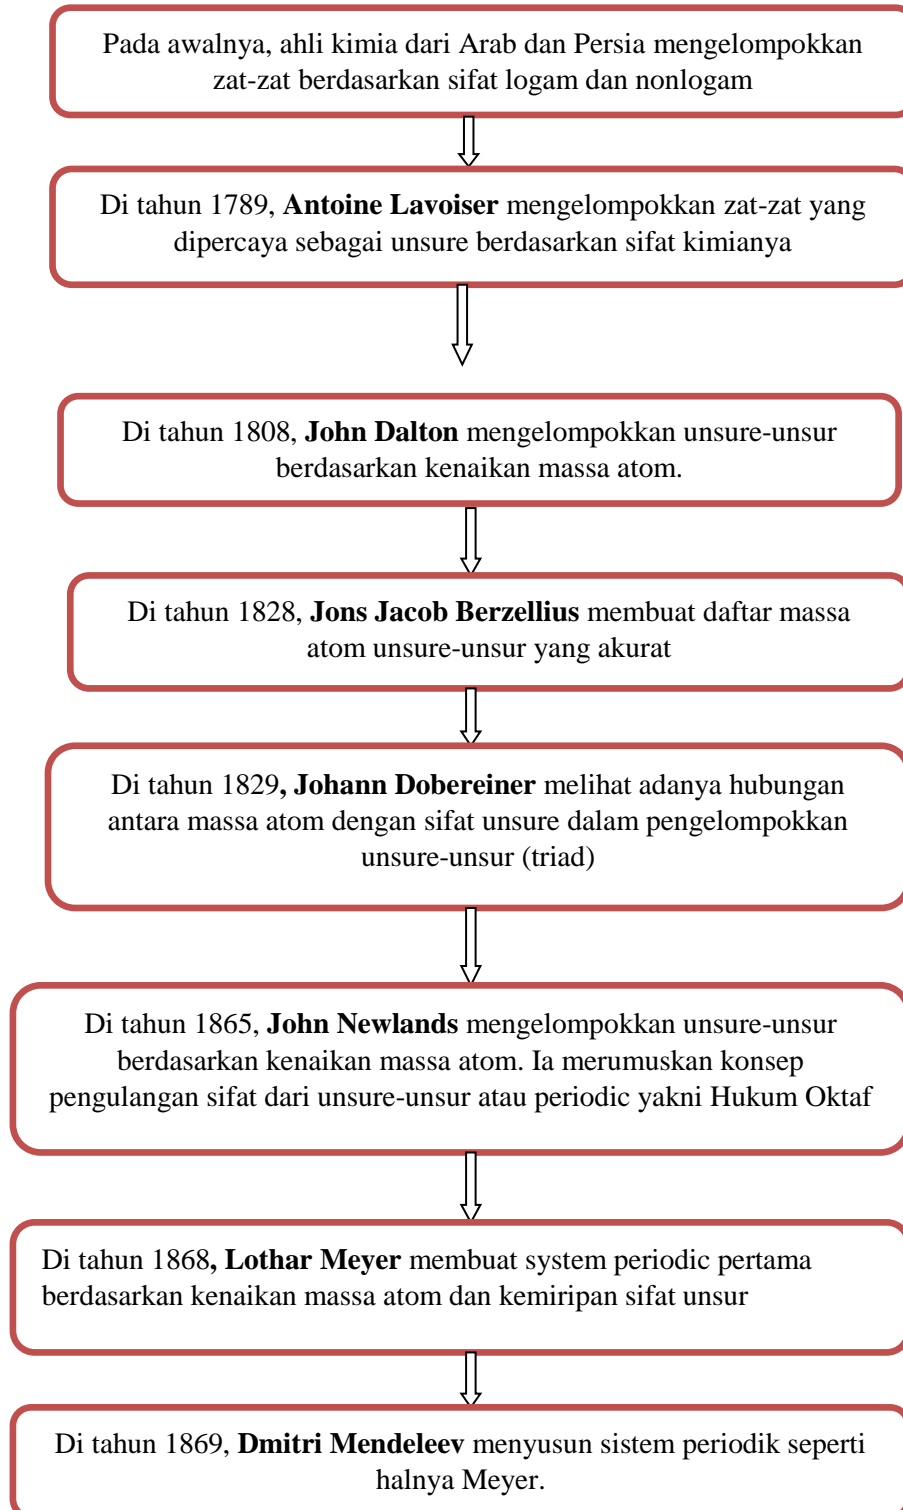 Pada awalnya, ahli kimia dari Arab dan Persia mengelompokkan
zat-zat berdasarkan sifat logam dan nonlogam
Di tahun 1789, Antoine Lavoiser mengelompokkan zat-zat yang
dipercaya sebagai unsure berdasarkan sifat kimianya
Di tahun 1808, John Dalton mengelompokkan unsure-unsur
berdasarkan kenaikan massa atom.
Di tahun 1828, Jons Jacob Berzellius membuat daftar massa
atom unsure-unsur yang akurat
Di tahun 1829, Johann Dobereiner melihat adanya hubungan
antara massa atom dengan sifat unsure dalam pengelompokkan
unsure-unsur (triad)
Di tahun 1865, John Newlands mengelompokkan unsure-unsur
berdasarkan kenaikan massa atom. Ia merumuskan konsep
pengulangan sifat dari unsure-unsur atau periodic yakni Hukum Oktaf
Di tahun 1868, Lothar Meyer membuat system periodic pertama
berdasarkan kenaikan massa atom dan kemiripan sifat unsur
Di tahun 1869, Dmitri Mendeleev menyusun sistem periodik seperti
halnya Meyer.